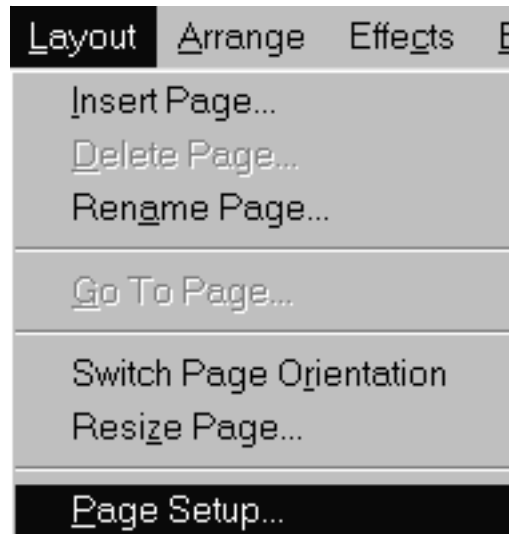 Layout Arrange Effects
Insert Page...
Delete Page...
Rename Page...
Go To Page...
Switch Page Orientation
Resize Page...
Page Setup...